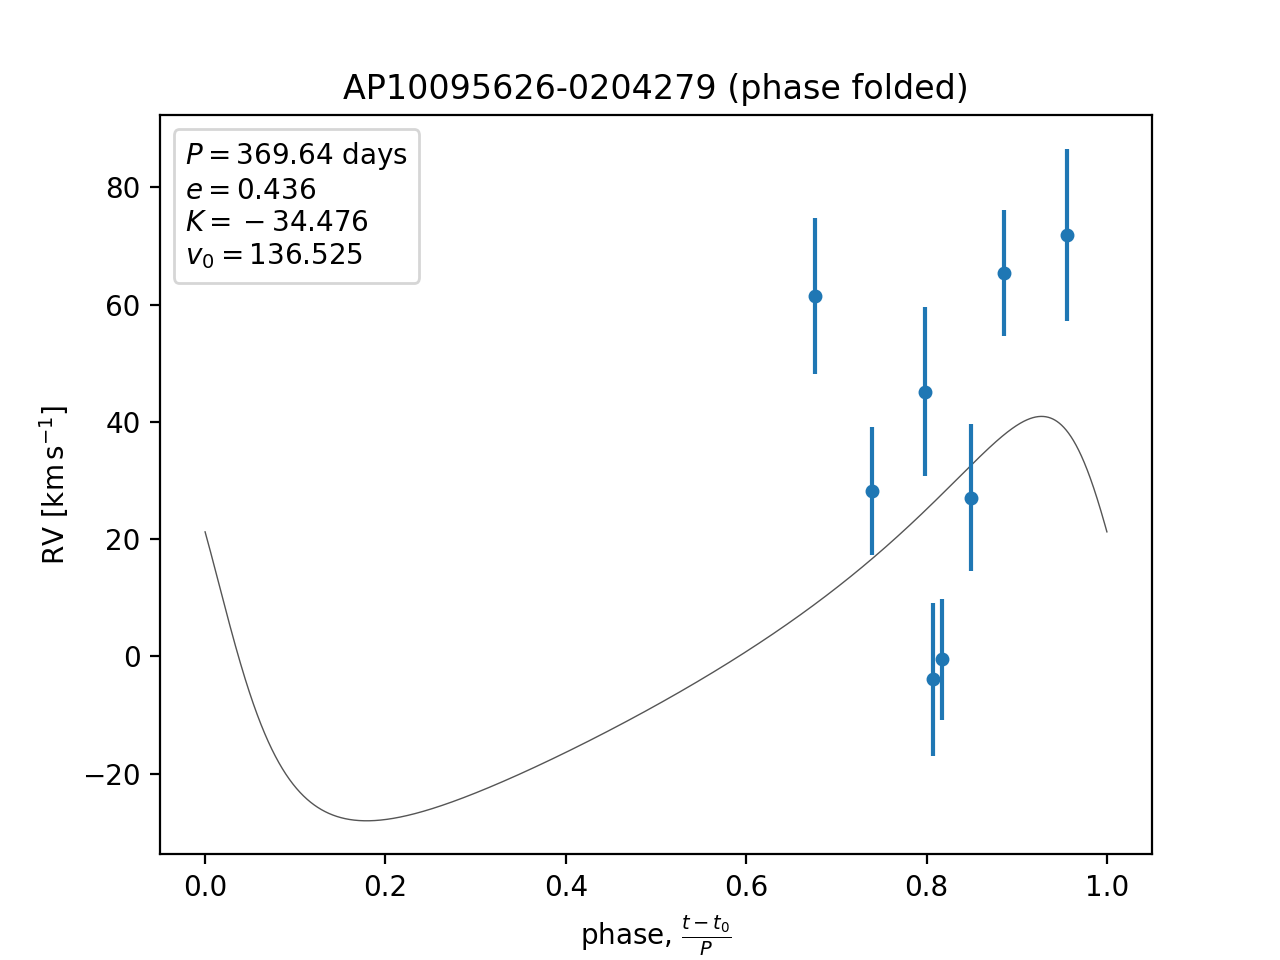 AP10095626-0204279 (phase folded)
P = 369.64 days
e = 0.436
K = −34.476
v₀ = 136.525
80
60
40
20
0
−20
RV [km s⁻¹]
0.0 0.2 0.4 0.6 0.8 1.0
phase, (t − t₀)/P